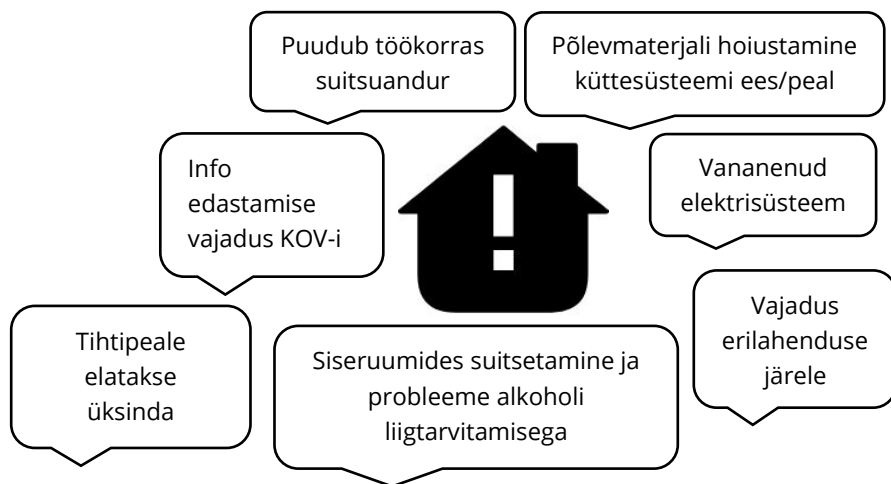 Puudub töökorras
suitsuandur
Põlevmaterjali hoiustamine
küttesüsteemi ees/peal
Info
edastamise
vajadus KOV-i
Vananenud
elektrisüsteem
Tihtipeale
elatakse
üksinda
Siseruumides suitsetamine ja
probleeme alkoholi
liigtarvitamisega
Vajadus
erilahenduse
järele